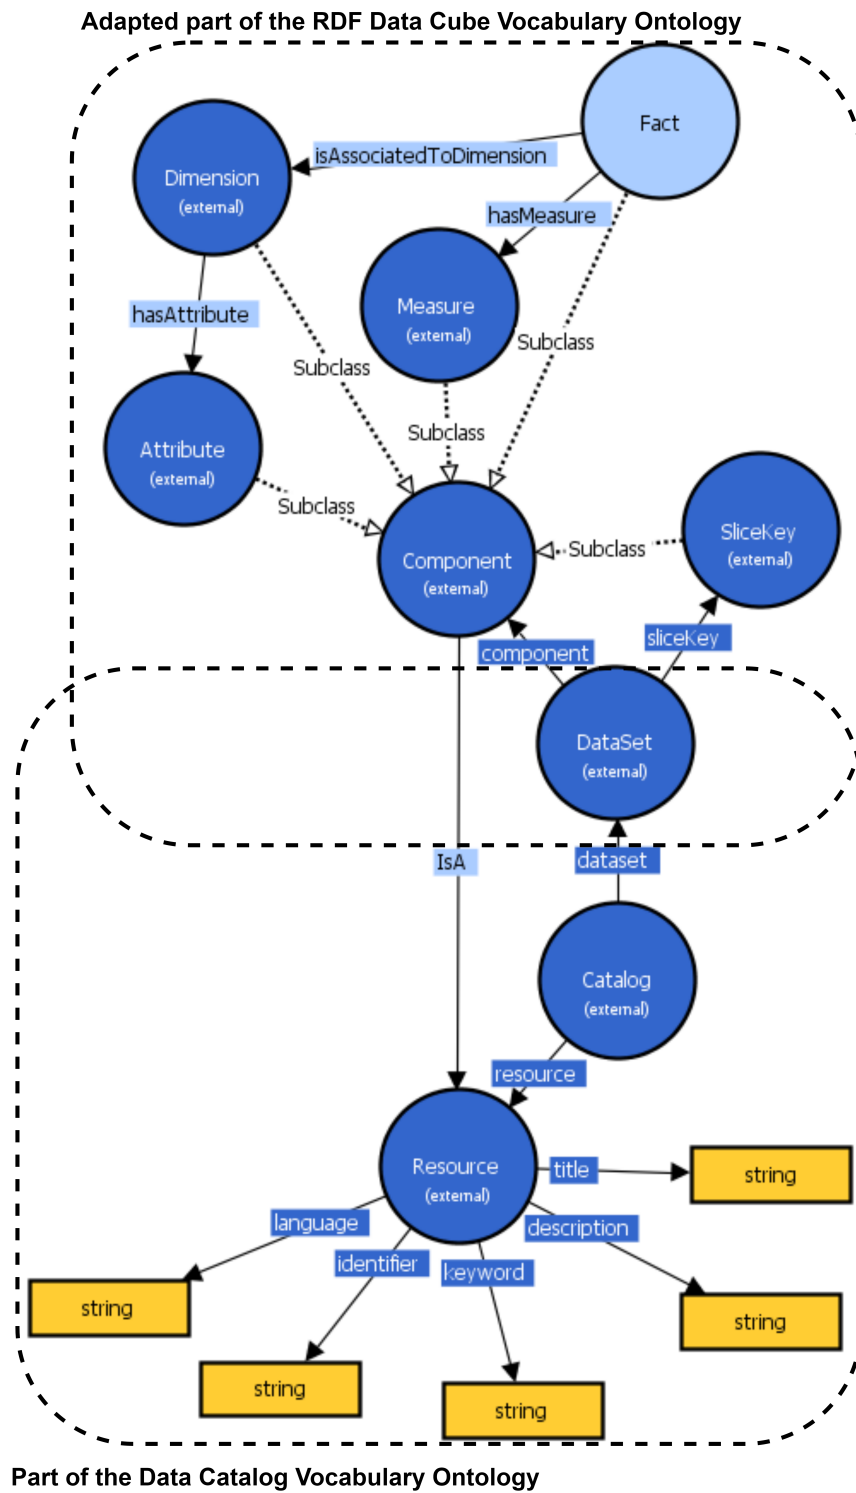 Adapted part of the RDF Data Cube Vocabulary Ontology
Fact
isAssociatedToDimension
Dimension
(external)
hasMeasure
Measure
(external)
hasAttribute
Subclass
Subclass
Subclass
Attribute
(external)
Subclass
SliceKey
(external)
Subclass
Component
(external)
sliceKey
component
DataSet
(external)
IsA
dataset
Catalog
(external)
resource
Resource
(external)
title
string
language
description
identifier
keyword
string
string
string
string
Part of the Data Catalog Vocabulary Ontology